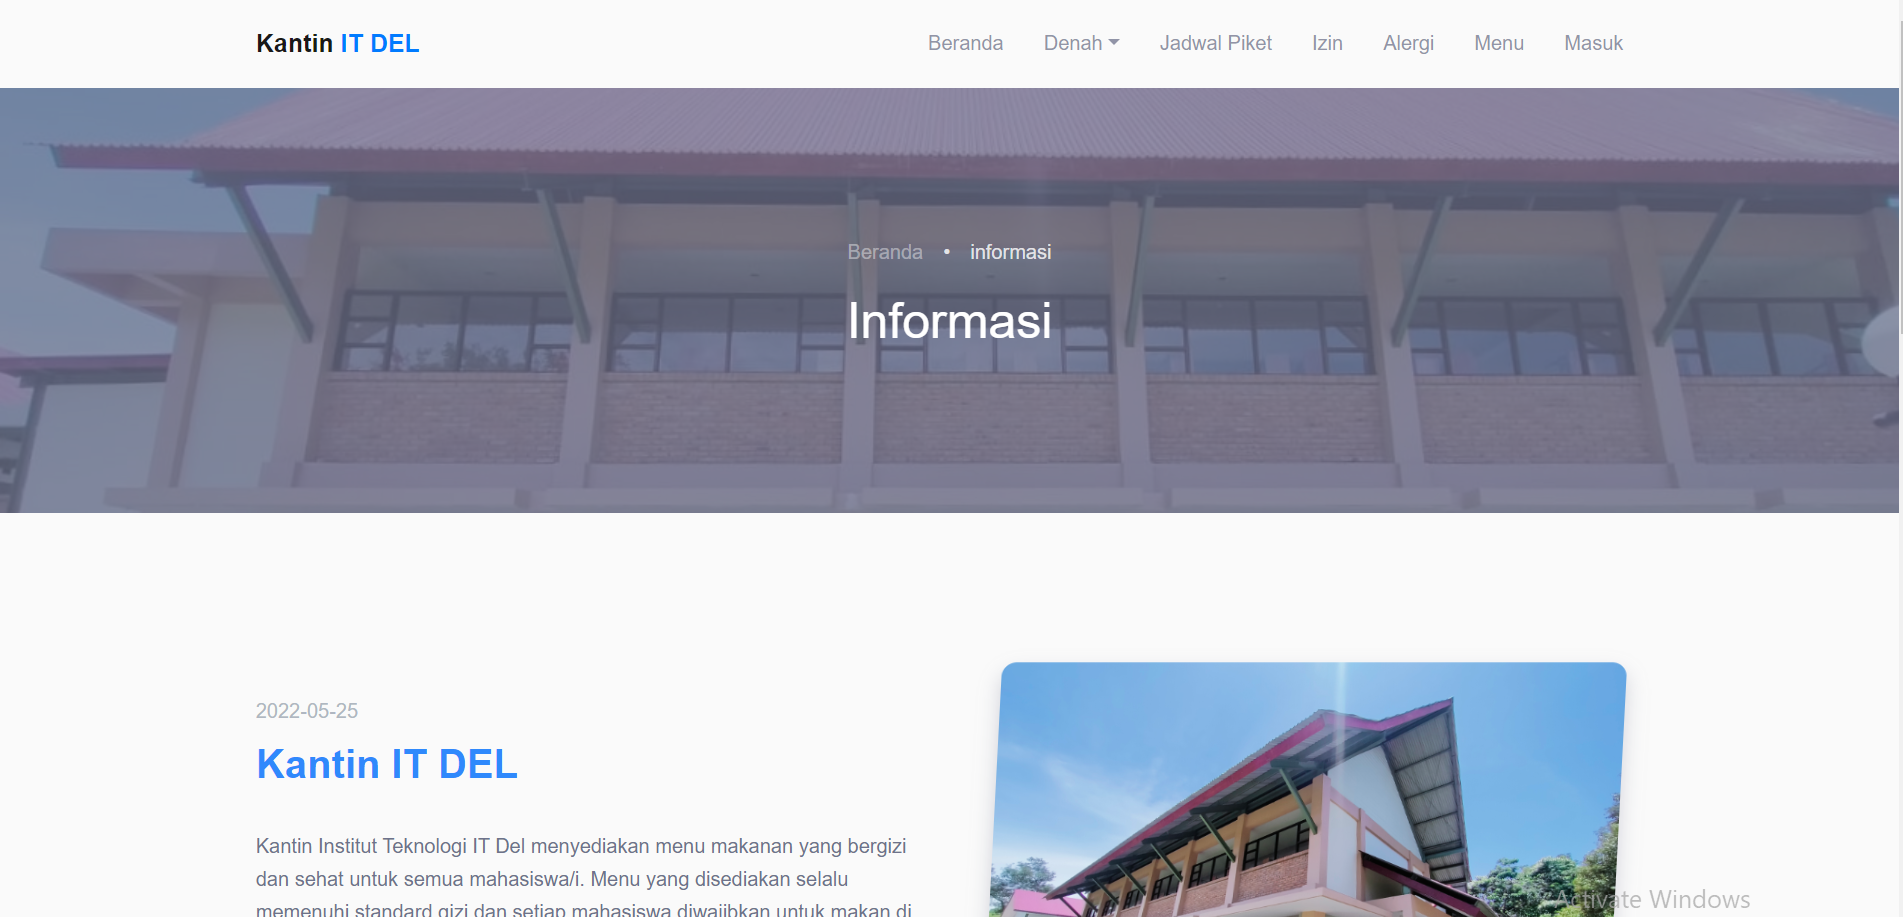 Kantin IT DEL
Beranda Denah Jadwal Piket Izin Alergi Menu Masuk
Beranda • informasi
Informasi
2022-05-25
Kantin IT DEL
Kantin Institut Teknologi IT Del menyediakan menu makanan yang bergizi
dan sehat untuk semua mahasiswa/i. Menu yang disediakan selalu
memenuhi standard gizi dan setiap mahasiswa diwajibkan untuk makan di
Activate Windows